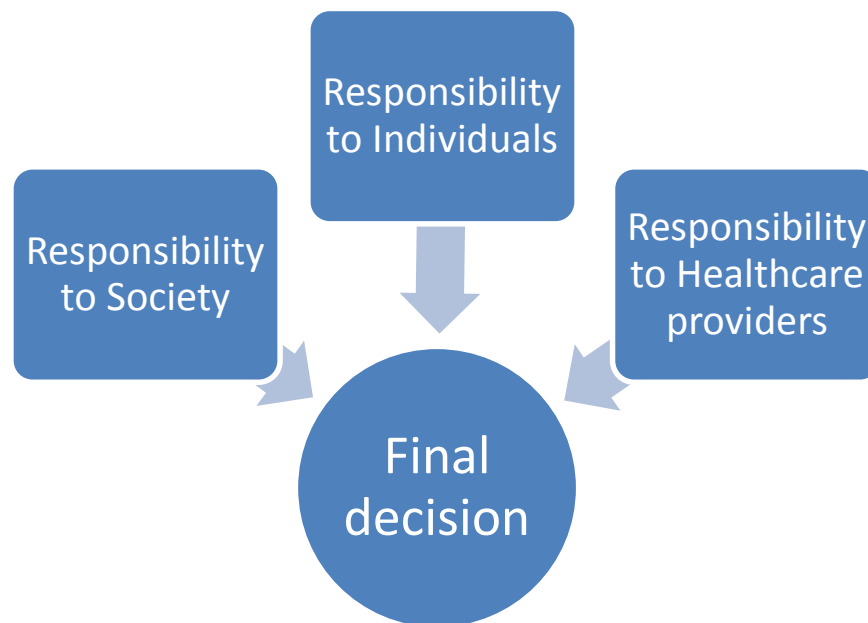 Responsibility
to Individuals
Responsibility
to Society
Responsibility
to Healthcare
providers
Final
decision